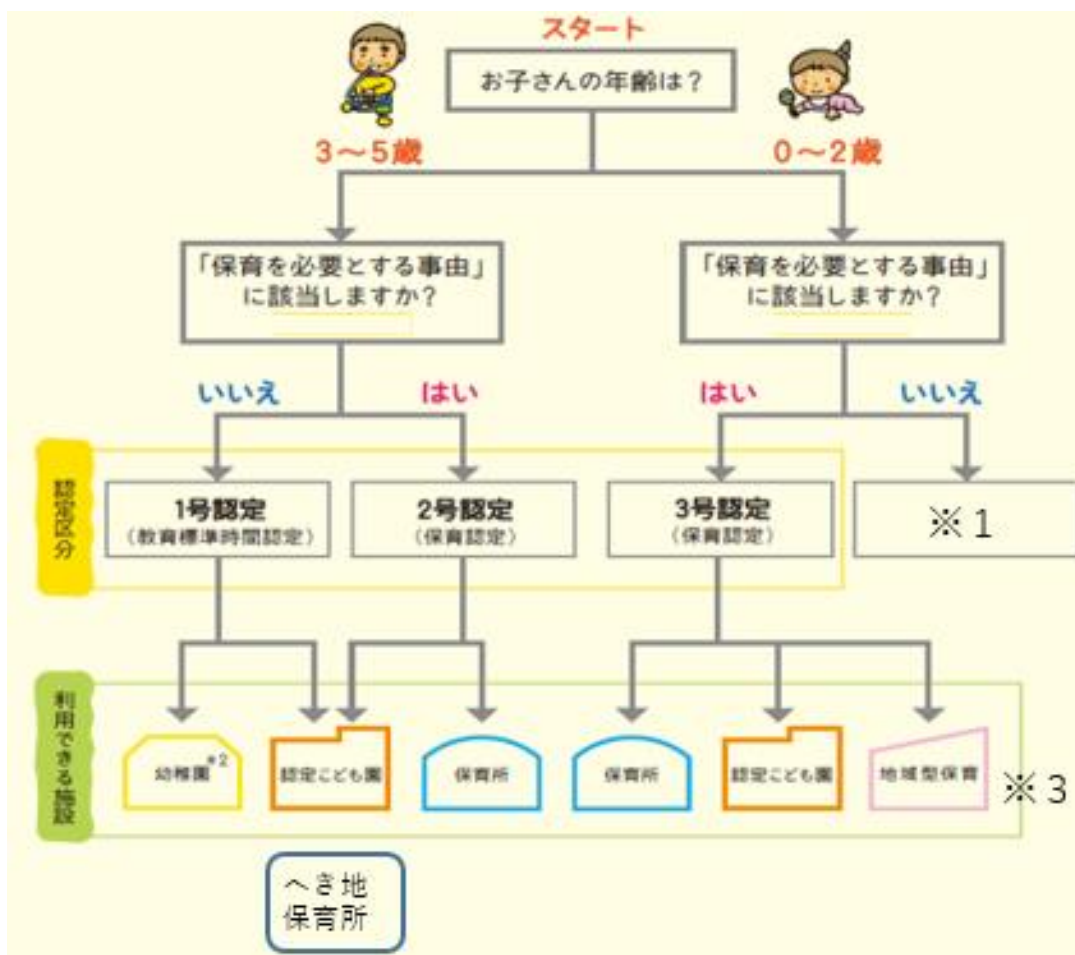 スタート
お子さんの年齢は？
3～5歳
0～2歳
「保育を必要とする事由」
に該当しますか？
「保育を必要とする事由」
に該当しますか？
いいえ
はい
はい
いいえ
認定区分
1号認定
（教育標準時間認定）
2号認定
（保育認定）
3号認定
（保育認定）
※1
利用できる施設
幼稚園※2
認定こども園
保育所
保育所
認定こども園
地域型保育
※3
へき地
保育所